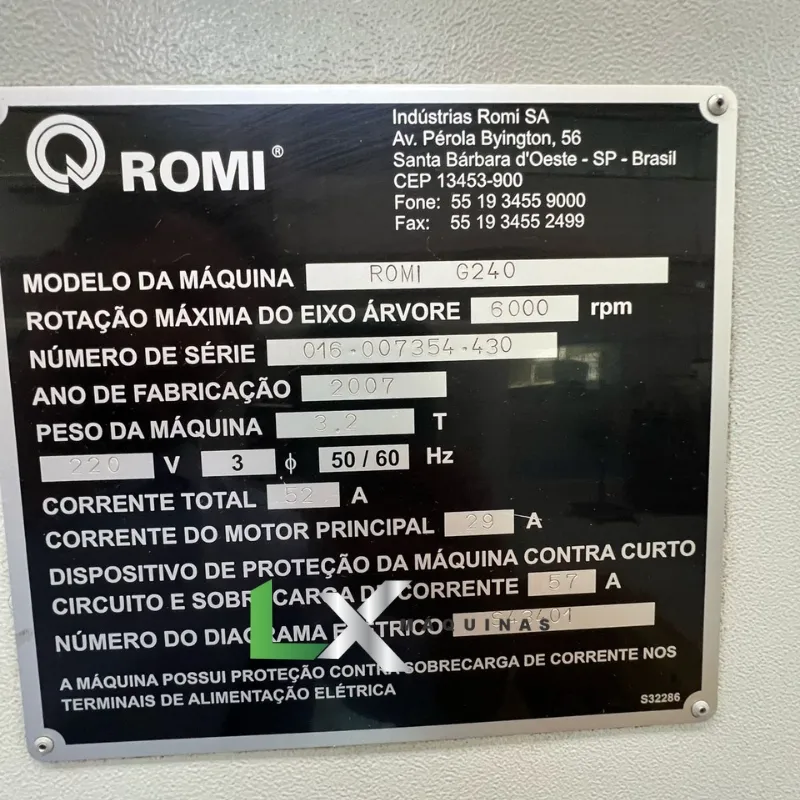 ROMI®
Indústrias Romi SA
Av. Pérola Byington, 56
Santa Bárbara d'Oeste - SP - Brasil
CEP 13453-900
Fone: 55 19 3455 9000
Fax: 55 19 3455 2499
MODELO DA MÁQUINA ROMI G240
ROTAÇÃO MÁXIMA DO EIXO ÁRVORE 6000 rpm
NÚMERO DE SÉRIE 016-007354-430
ANO DE FABRICAÇÃO 2007
PESO DA MÁQUINA 3.2 T
220 V 3 ϕ 50 / 60 Hz
CORRENTE TOTAL 52 A
CORRENTE DO MOTOR PRINCIPAL 29 A
DISPOSITIVO DE PROTEÇÃO DA MÁQUINA CONTRA CURTO
CIRCUITO E SOBRECARGA DE CORRENTE 57 A
NÚMERO DO DIAGRAMA ELÉTRICO
LX MÁQUINAS
A MÁQUINA POSSUI PROTEÇÃO CONTRA SOBRECARGA DE CORRENTE NOS
TERMINAIS DE ALIMENTAÇÃO ELÉTRICA
S32286